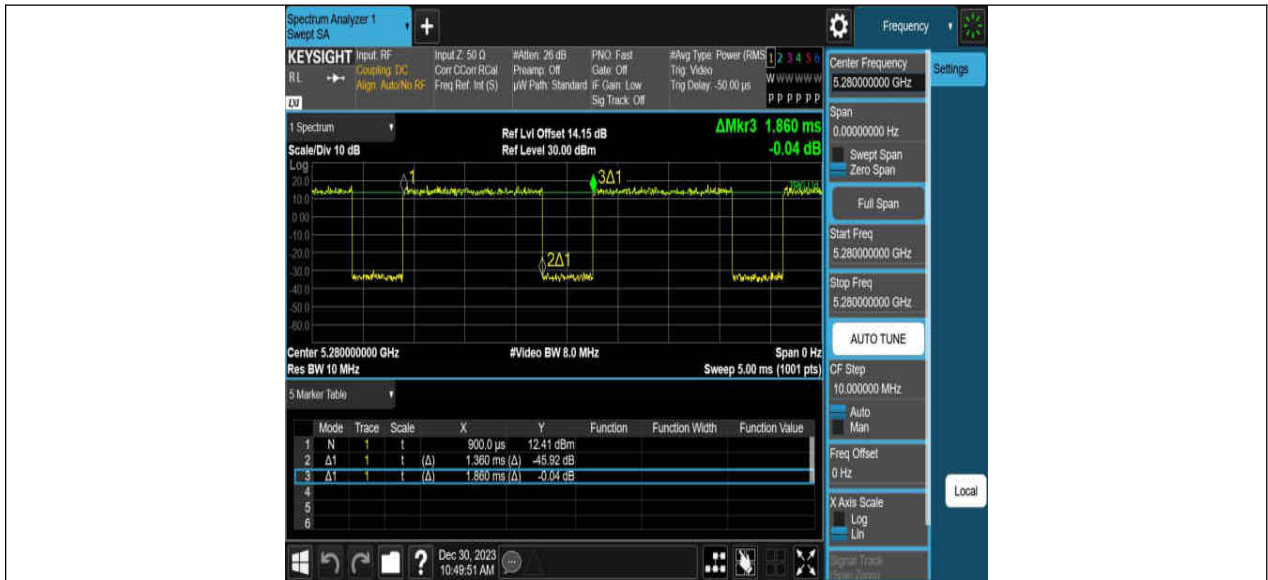 Spectrum Analyzer 1
Swept SA
+
Frequency
KEYSIGHT
RL
LXI
Input: RF
Coupling: DC
Align: Auto/No RF
Input Z: 50 Ω
Corr CCorr RCal
Freq Ref: Int (S)
#Atten: 26 dB
Preamp: Off
µW Path: Standard
PNO: Fast
Gate: Off
IF Gain: Low
Sig Track: Off
#Avg Type: Power (RMS
Trig: Video
Trig Delay: -50.00 µs
1 2 3 4 5 6
W W W W W W
P P P P P P
1 Spectrum
Scale/Div 10 dB
Ref Lvl Offset 14.15 dB
Ref Level 30.00 dBm
ΔMkr3 1.860 ms
-0.04 dB
Log
20.0
10.0
0.00
-10.0
-20.0
-30.0
-40.0
-50.0
-60.0
1
3Δ1
2Δ1
Center 5.280000000 GHz
#Video BW 8.0 MHz
Span 0 Hz
Res BW 10 MHz
Sweep 5.00 ms (1001 pts)
5 Marker Table
Mode Trace Scale X Y Function Function Width Function Value
1 N 1 t 900.0 µs 12.41 dBm
2 Δ1 1 t (Δ) 1.360 ms (Δ) -45.92 dB
3 Δ1 1 t (Δ) 1.860 ms (Δ) -0.04 dB
4
5
6
?
Dec 30, 2023
10:49:51 AM
Center Frequency
5.280000000 GHz
Settings
Span
0.00000000 Hz
Swept Span
Zero Span
Full Span
Start Freq
5.280000000 GHz
Stop Freq
5.280000000 GHz
AUTO TUNE
CF Step
10.000000 MHz
Auto
Man
Freq Offset
0 Hz
X Axis Scale
Log
Lin
Signal Track
(Span Zoom)
Local